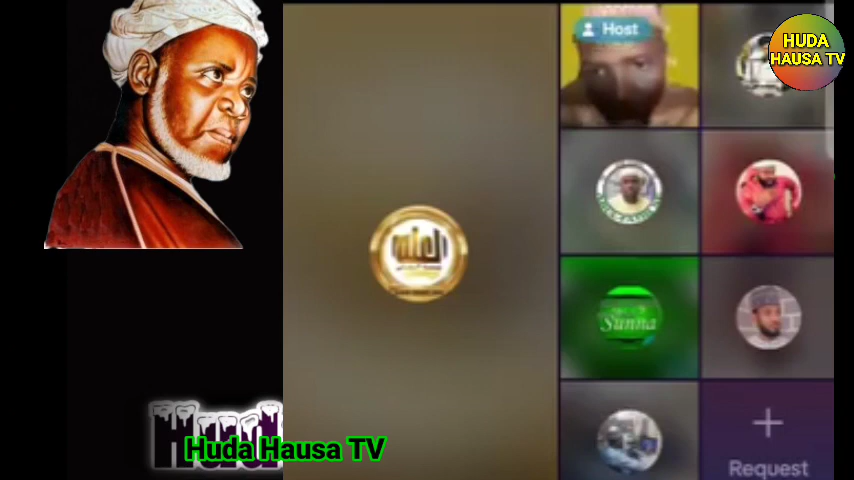 Host
HUDA
HAUSA TV
Sunna
Huda Hausa TV
Request